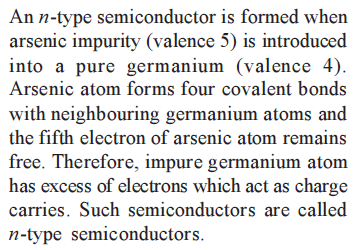 An n-type semiconductor is formed when
arsenic impurity (valence 5) is introduced
into a pure germanium (valence 4).
Arsenic atom forms four covalent bonds
with neighbouring germanium atoms and
the fifth electron of arsenic atom remains
free. Therefore, impure germanium atom
has excess of electrons which act as charge
carries. Such semiconductors are called
n-type semiconductors.